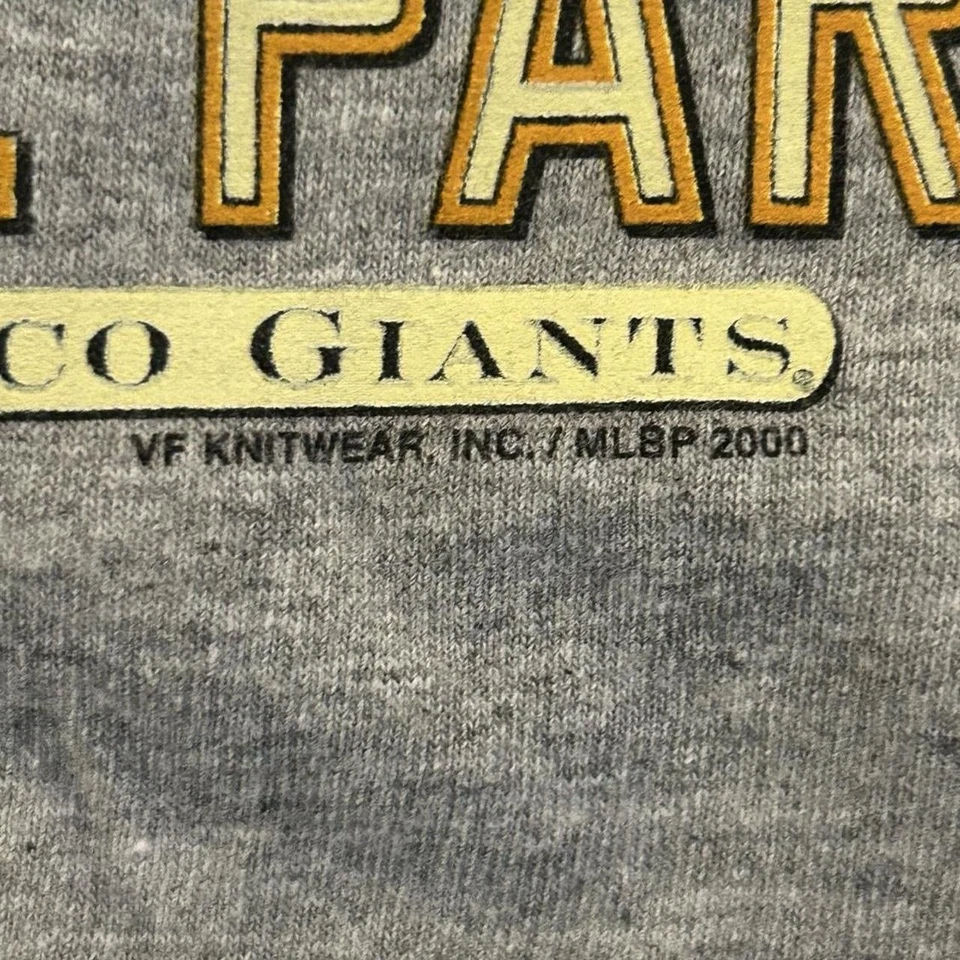 PAR
CO GIANTS®
VF KNITWEAR, INC. / MLBP 2000